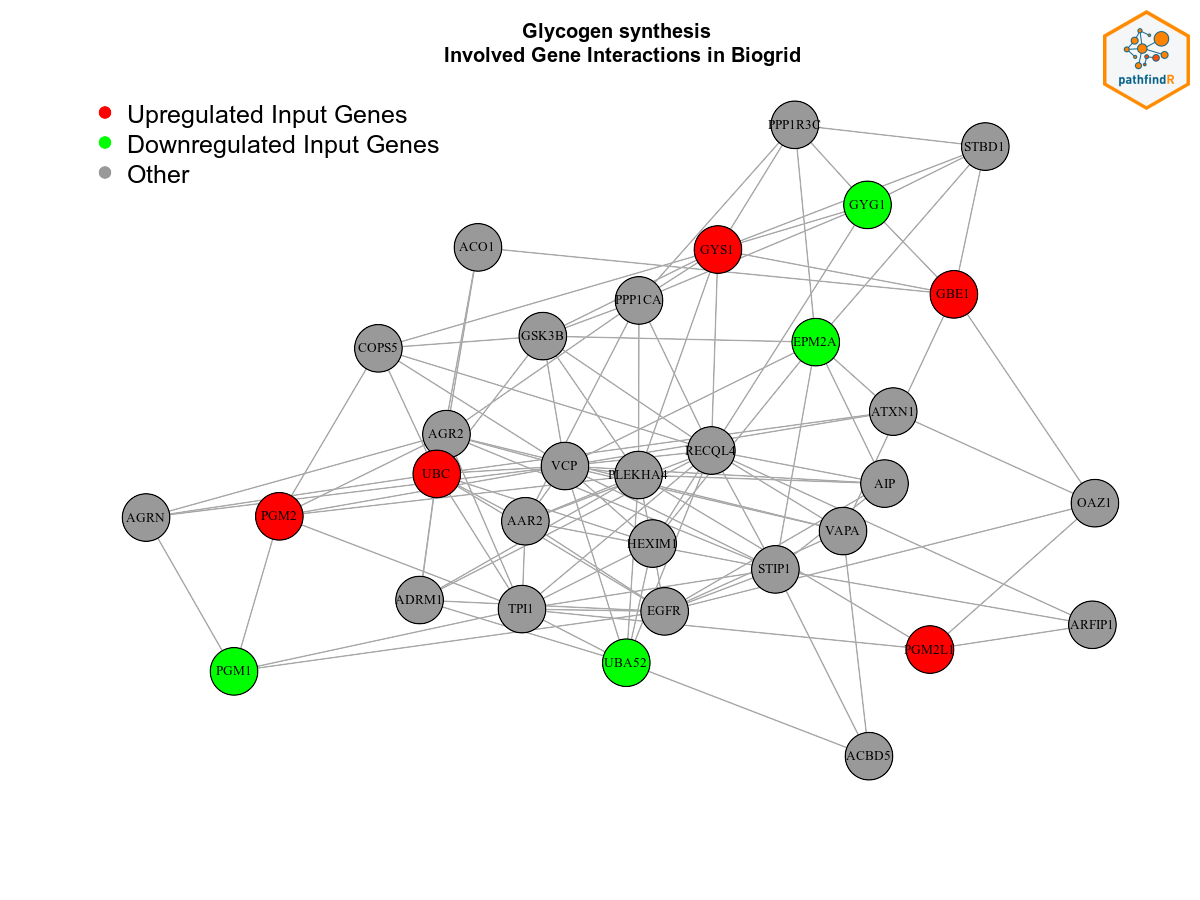 Glycogen synthesis
Involved Gene Interactions in Biogrid
pathfindR
Upregulated Input Genes
Downregulated Input Genes
Other
PPP1R3C
STBD1
GYG1
ACO1
GYS1
GBE1
PPP1CA
GSK3B
EPM2A
COPS5
ATXN1
AGR2
RECQL4
VCP
UBC
PLEKHA4
AIP
OAZ1
AGRN
PGM2
AAR2
VAPA
HEXIM1
STIP1
ADRM1
TPI1
EGFR
ARFIP1
PGM2L1
UBA52
PGM1
ACBD5